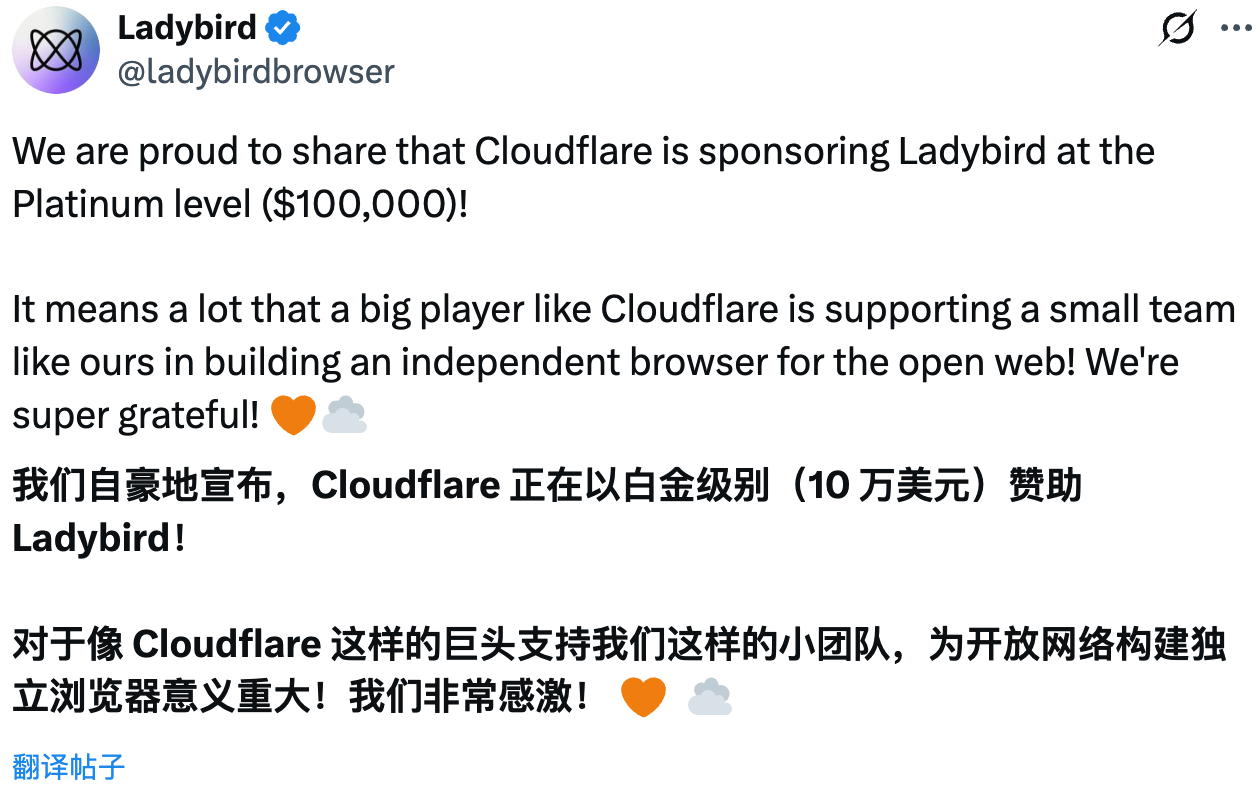 Ladybird
@ladybirdbrowser
We are proud to share that Cloudflare is sponsoring Ladybird at the
Platinum level ($100,000)!
It means a lot that a big player like Cloudflare is supporting a small team
like ours in building an independent browser for the open web! We're
super grateful! 🧡☁️
我们自豪地宣布，Cloudflare 正在以白金级别（10 万美元）赞助
Ladybird！
对于像 Cloudflare 这样的巨头支持我们这样的小团队，为开放网络构建独
立浏览器意义重大！我们非常感激！ 🧡 ☁️
翻译帖子